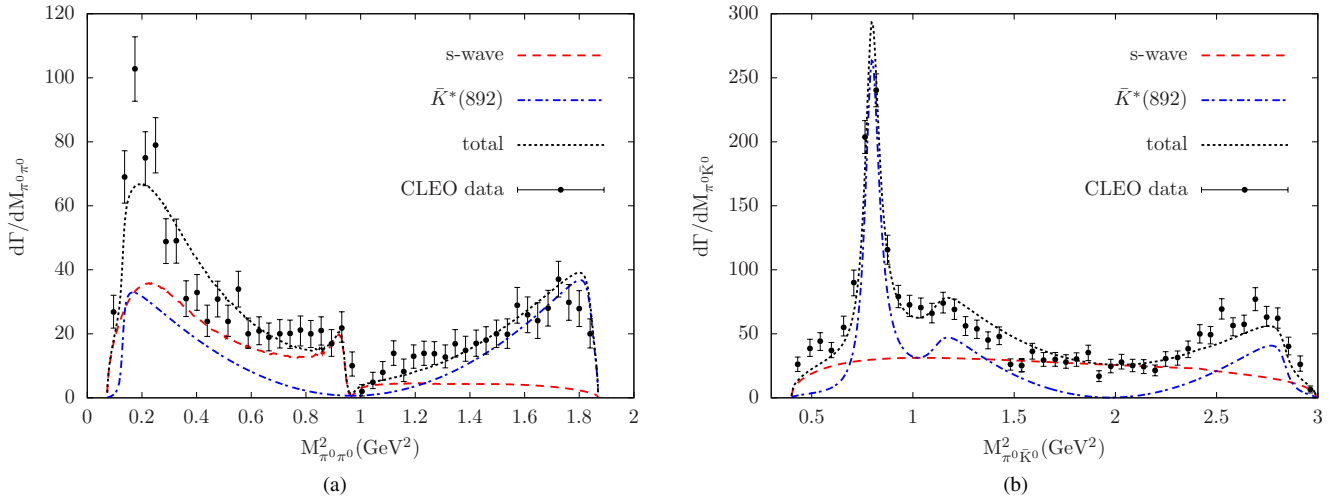 120
100
80
60
40
20
0
dΓ/dM_{π⁰π⁰}
s-wave
K̄*(892)
total
CLEO data
0 0.2 0.4 0.6 0.8 1 1.2 1.4 1.6 1.8 2
M²_{π⁰π⁰}(GeV²)
(a)
300
250
200
150
100
50
0
dΓ/dM_{π⁰K̄⁰}
s-wave
K̄*(892)
total
CLEO data
0.5 1 1.5 2 2.5 3
M²_{π⁰K̄⁰}(GeV²)
(b)